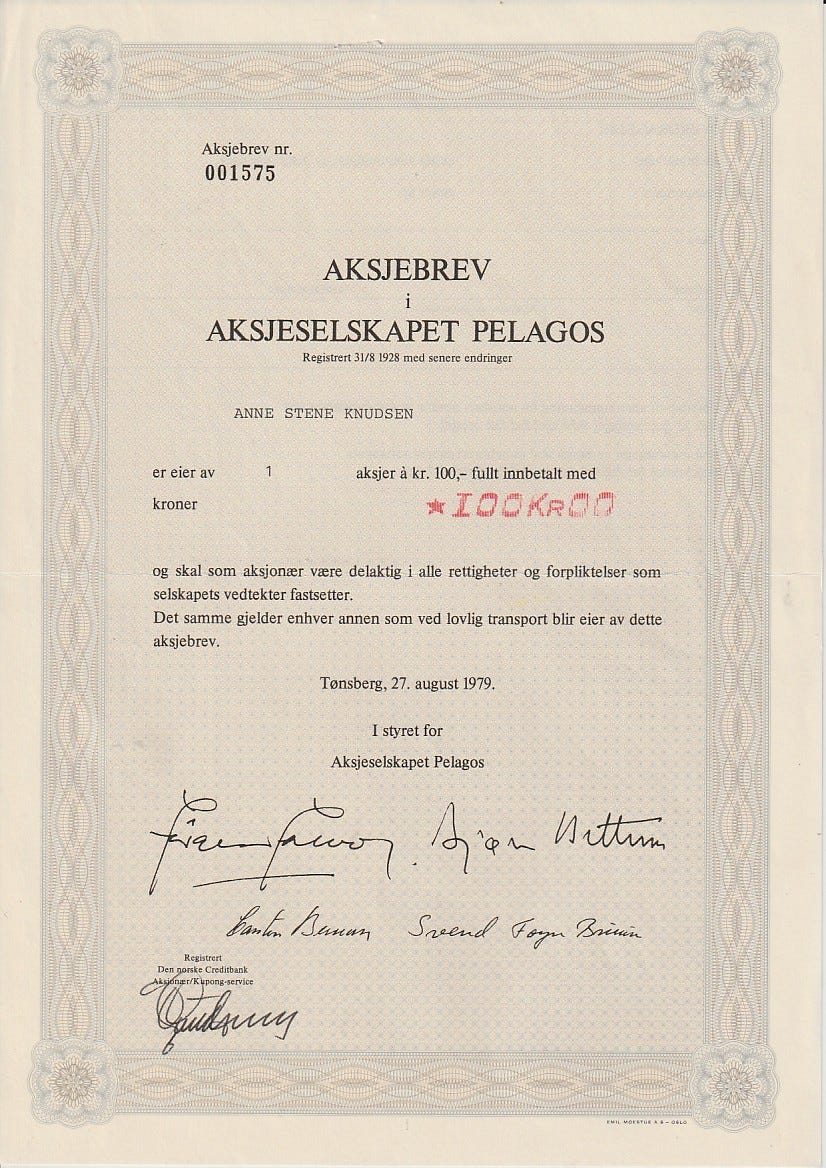 Aksjebrev nr.
001575
AKSJEBREV
i
AKSJESELSKAPET PELAGOS
Registrert 31/8 1928 med senere endringer
ANNE STENE KNUDSEN
er eier av 1 aksjer à kr. 100,- fullt innbetalt med
kroner ★100KR00
og skal som aksjonær være delaktig i alle rettigheter og forpliktelser som
selskapets vedtekter fastsetter.
Det samme gjelder enhver annen som ved lovlig transport blir eier av dette
aksjebrev.
Tønsberg, 27. august 1979.
I styret for
Aksjeselskapet Pelagos
Svend Foyn Bruun
Registrert
Den norske Creditbank
Aksjonær/Kupong-service
EMIL MOESTUE A.S – OSLO